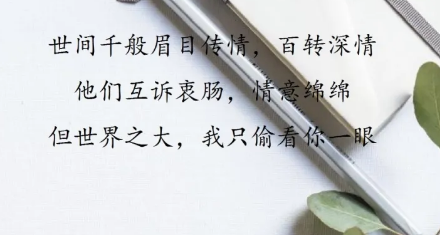 世间千般眉目传情，百转深情
他们互诉衷肠，情意绵绵
但世界之大，我只偷看你一眼